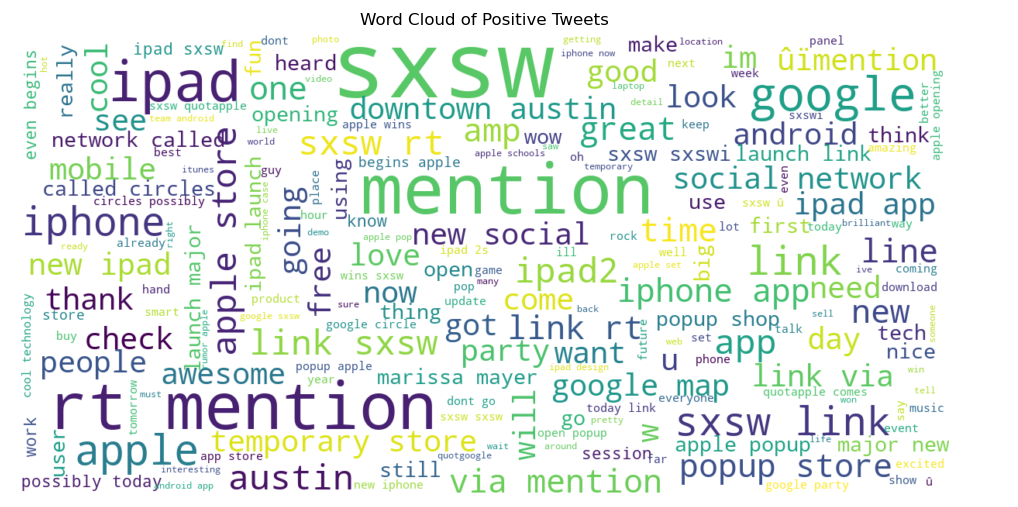 Word Cloud of Positive Tweets
sxsw
mention
rt mention
ipad
google
apple
iphone
apple store
austin
link
sxsw link
iphone app
popup store
via mention
google map
link sxsw
link rt
app
ipad2
time
new social
social network
downtown austin
sxsw rt
great
android
ûïmention
look
good
im
make
location
panel
next
week
getting
iphone now
laptop
detail
keep
sxswi
think
better
apple opening
amazing
launch link
sxsw sxswi
even
use
sxsw û
ipad app
first
today
brilliant
way
line
coming
ive
download
need
new
sell
talk
tech
nice
someone
win
tell
music
event
say
excited
show
û
major new
won
quotapple comes
link via
day
life
apple popup
google party
far
session
w
today link
everyone
phone
web
set
popup shop
u
future
want
party
back
got
come
well
big
lot
rock
ill
apple set
ipad 2s
game
many
pop
open
update
love
thing
now
know
apple pop
wins sxsw
sure
google circle
popup apple
year
marissa mayer
dont go
sxsw sxsw
ipad design
pretty
go
open popup
around
will
wait
quotgoogle
still
new iphone
temporary store
app store
interesting
android app
possibly today
work
user
tomorrow
must
awesome
people
check
buy
store
cool technology
thank
smart
hand
launch major
rumor apple
product
google sxsw
free
going
demo
hour
place
using
ipad launch
iphone case
guy
right
already
ready
new ipad
circles possibly
called circles
itunes
best
mobile
network called
see
team android
sxsw quotapple
cool
really
even begins
hot
ipad sxsw
find
dont
photo
fun
heard
video
one
opening
live
world
apple wins
begins apple
amp
wow
apple schools
oh
saw
temporary